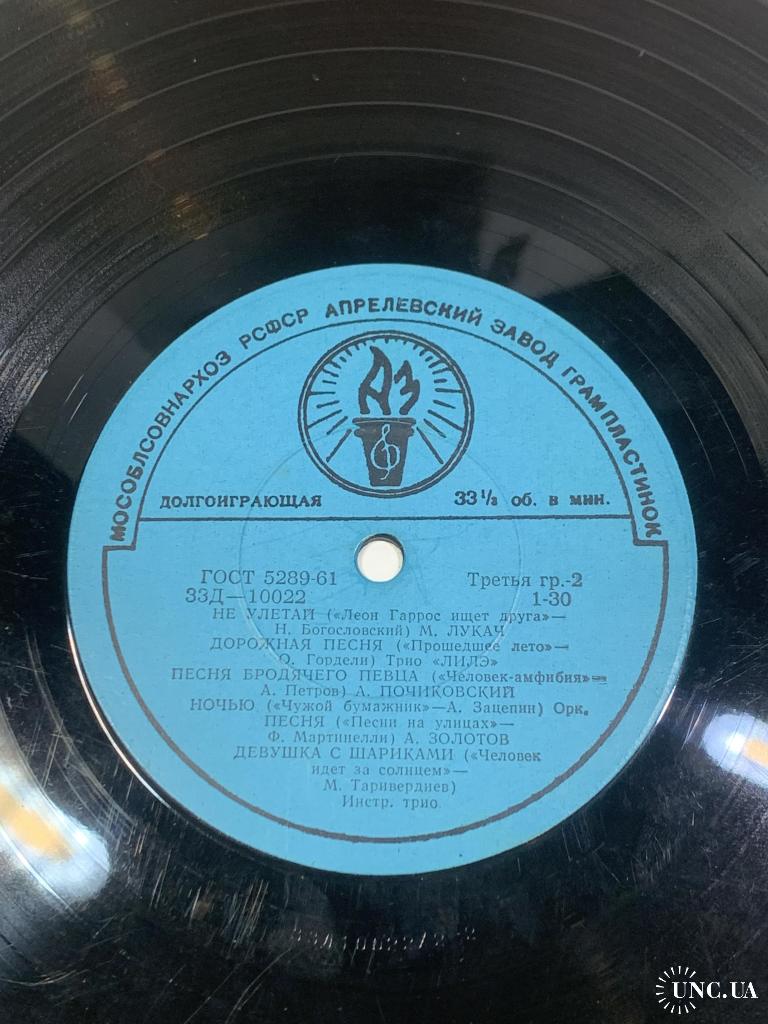 МОСОБЛСОВНАРХОЗ РСФСР АПРЕЛЕВСКИЙ ЗАВОД ГРАМПЛАСТИНОК
АЗ
ДОЛГОИГРАЮЩАЯ 33 1/3 об. в мин.
ГОСТ 5289-61 Третья гр.-2
33Д—10022 1-30
НЕ УЛЕТАЙ («Леон Гаррос ищет друга»—
Н. Богословский) М. ЛУКАЧ
ДОРОЖНАЯ ПЕСНЯ («Прошедшее лето»—
О. Гордели) Трио «ЛИЛЭ»
ПЕСНЯ БРОДЯЧЕГО ПЕВЦА («Человек-амфибия»—
А. Петров) А. ПОЧИКОВСКИЙ
НОЧЬЮ («Чужой бумажник»—А. Зацепин) Орк.
ПЕСНЯ («Песни на улицах»—
Ф. Мартинелли) А. ЗОЛОТОВ
ДЕВУШКА С ШАРИКАМИ («Человек
идет за солнцем»—
М. Таривердиев)
Инстр. трио
UNC.UA